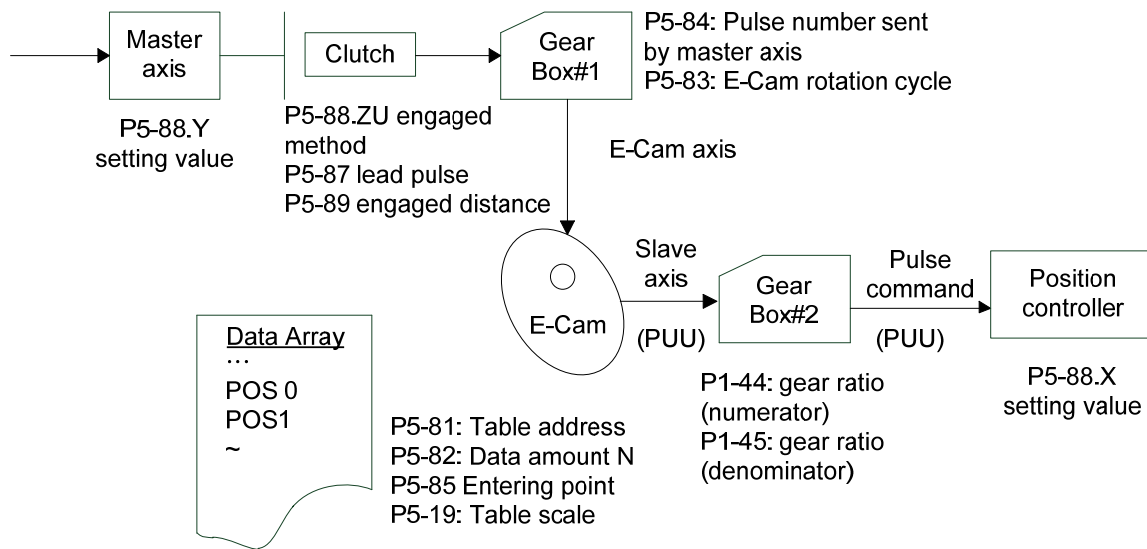 Master
axis
P5-88.Y
setting value
Clutch
P5-88.ZU engaged
method
P5-87 lead pulse
P5-89 engaged distance
Gear
Box#1
P5-84: Pulse number sent
by master axis
P5-83: E-Cam rotation cycle
E-Cam axis
E-Cam
Slave
axis
(PUU)
Gear
Box#2
P1-44: gear ratio
(numerator)
P1-45: gear ratio
(denominator)
Pulse
command
(PUU)
Position
controller
P5-88.X
setting value
Data Array
...
POS 0
POS1
~
P5-81: Table address
P5-82: Data amount N
P5-85 Entering point
P5-19: Table scale